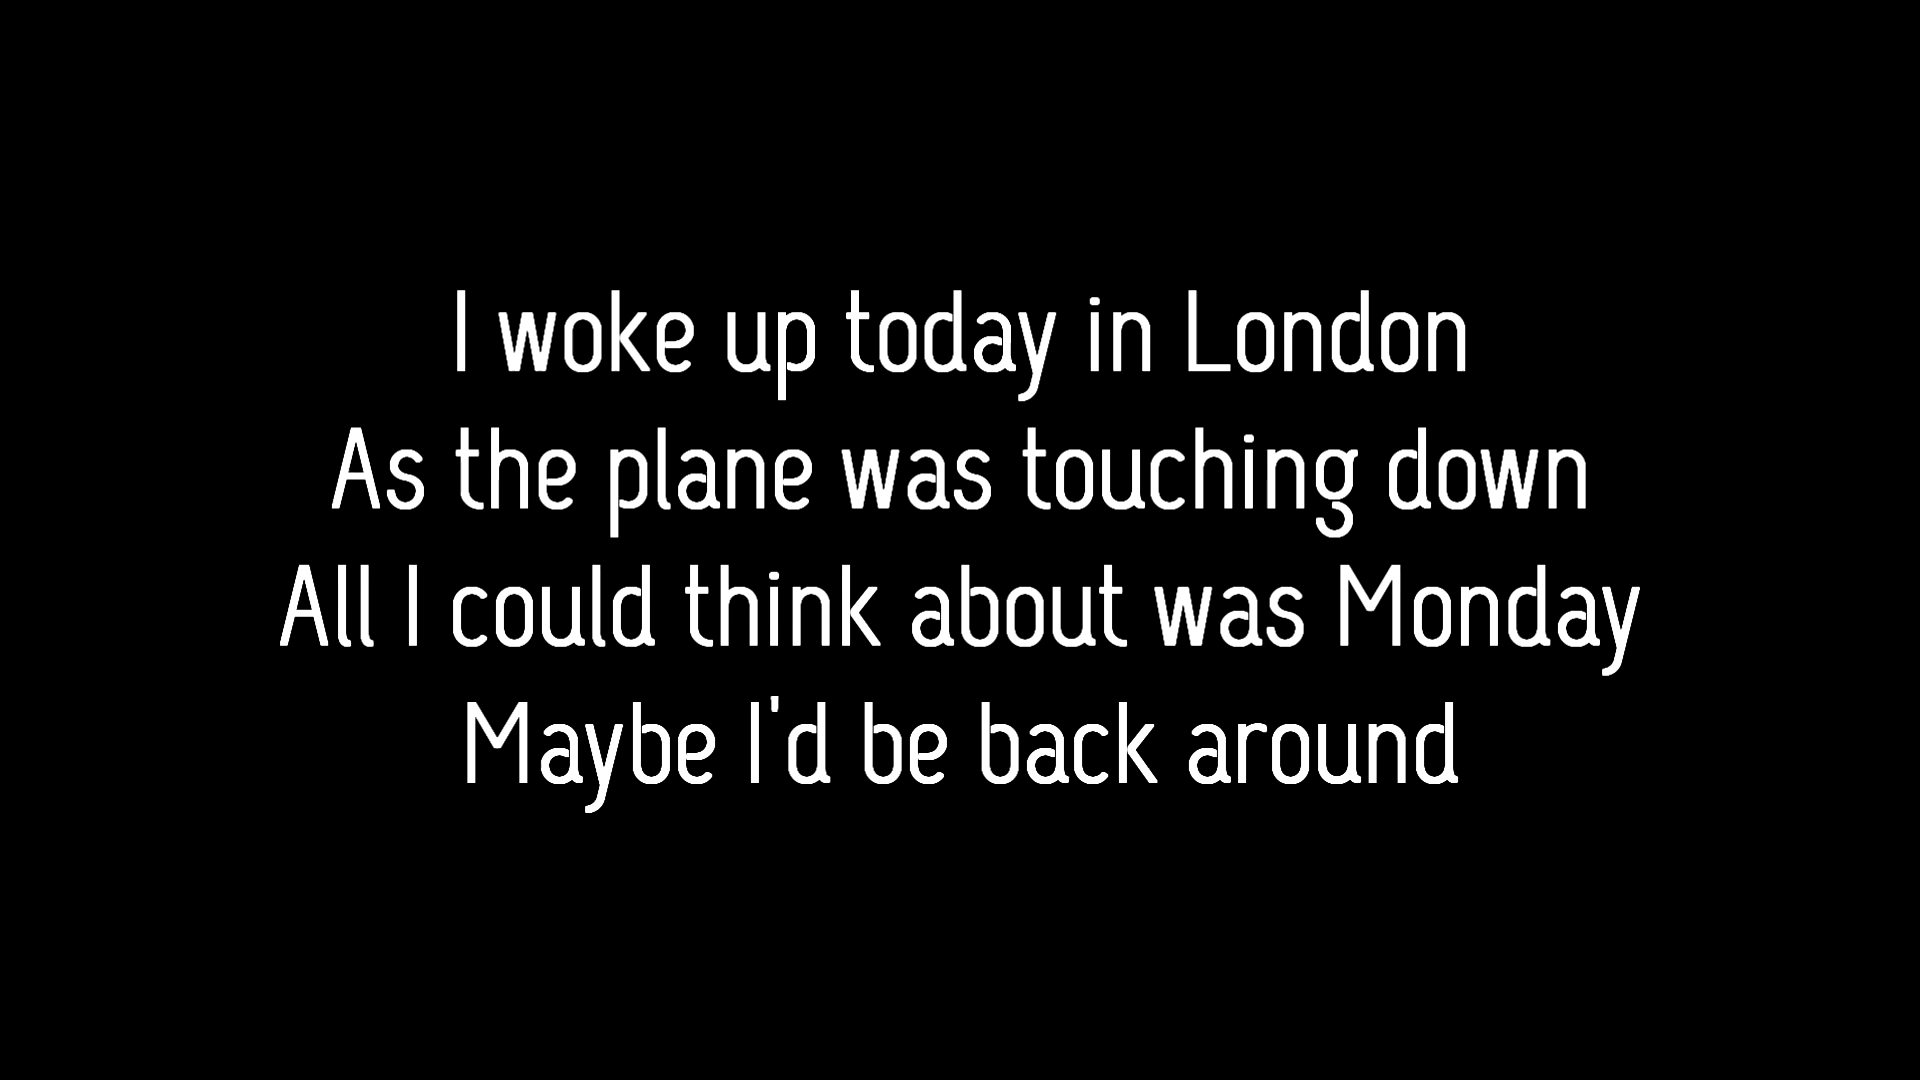 I woke up today in London
As the plane was touching down
All I could think about was Monday
Maybe I'd be back around